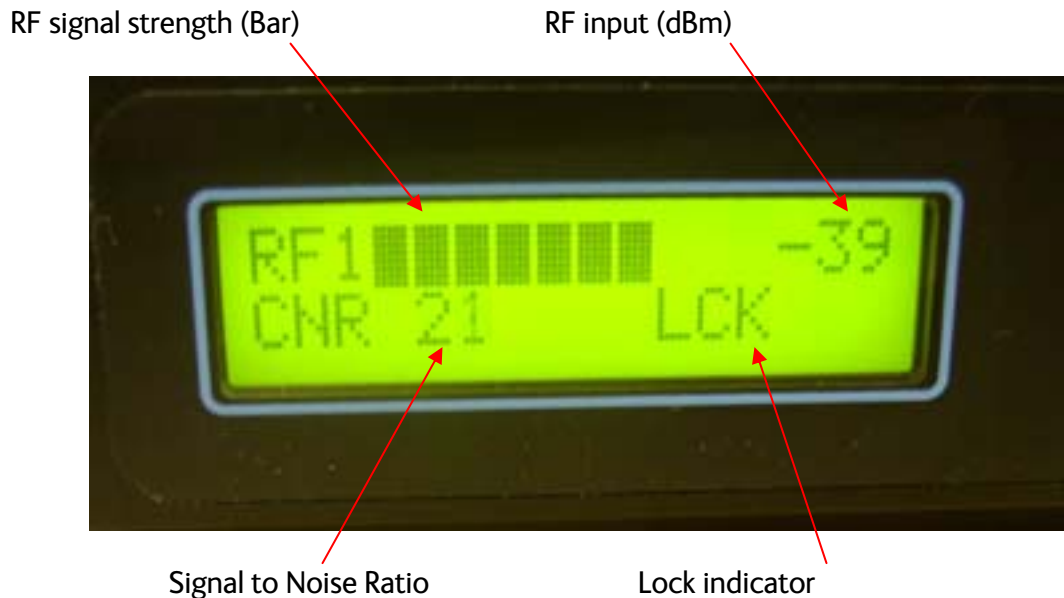 RF signal strength (Bar)
RF input (dBm)
RF1 -39
CNR 21 LCK
Signal to Noise Ratio
Lock indicator